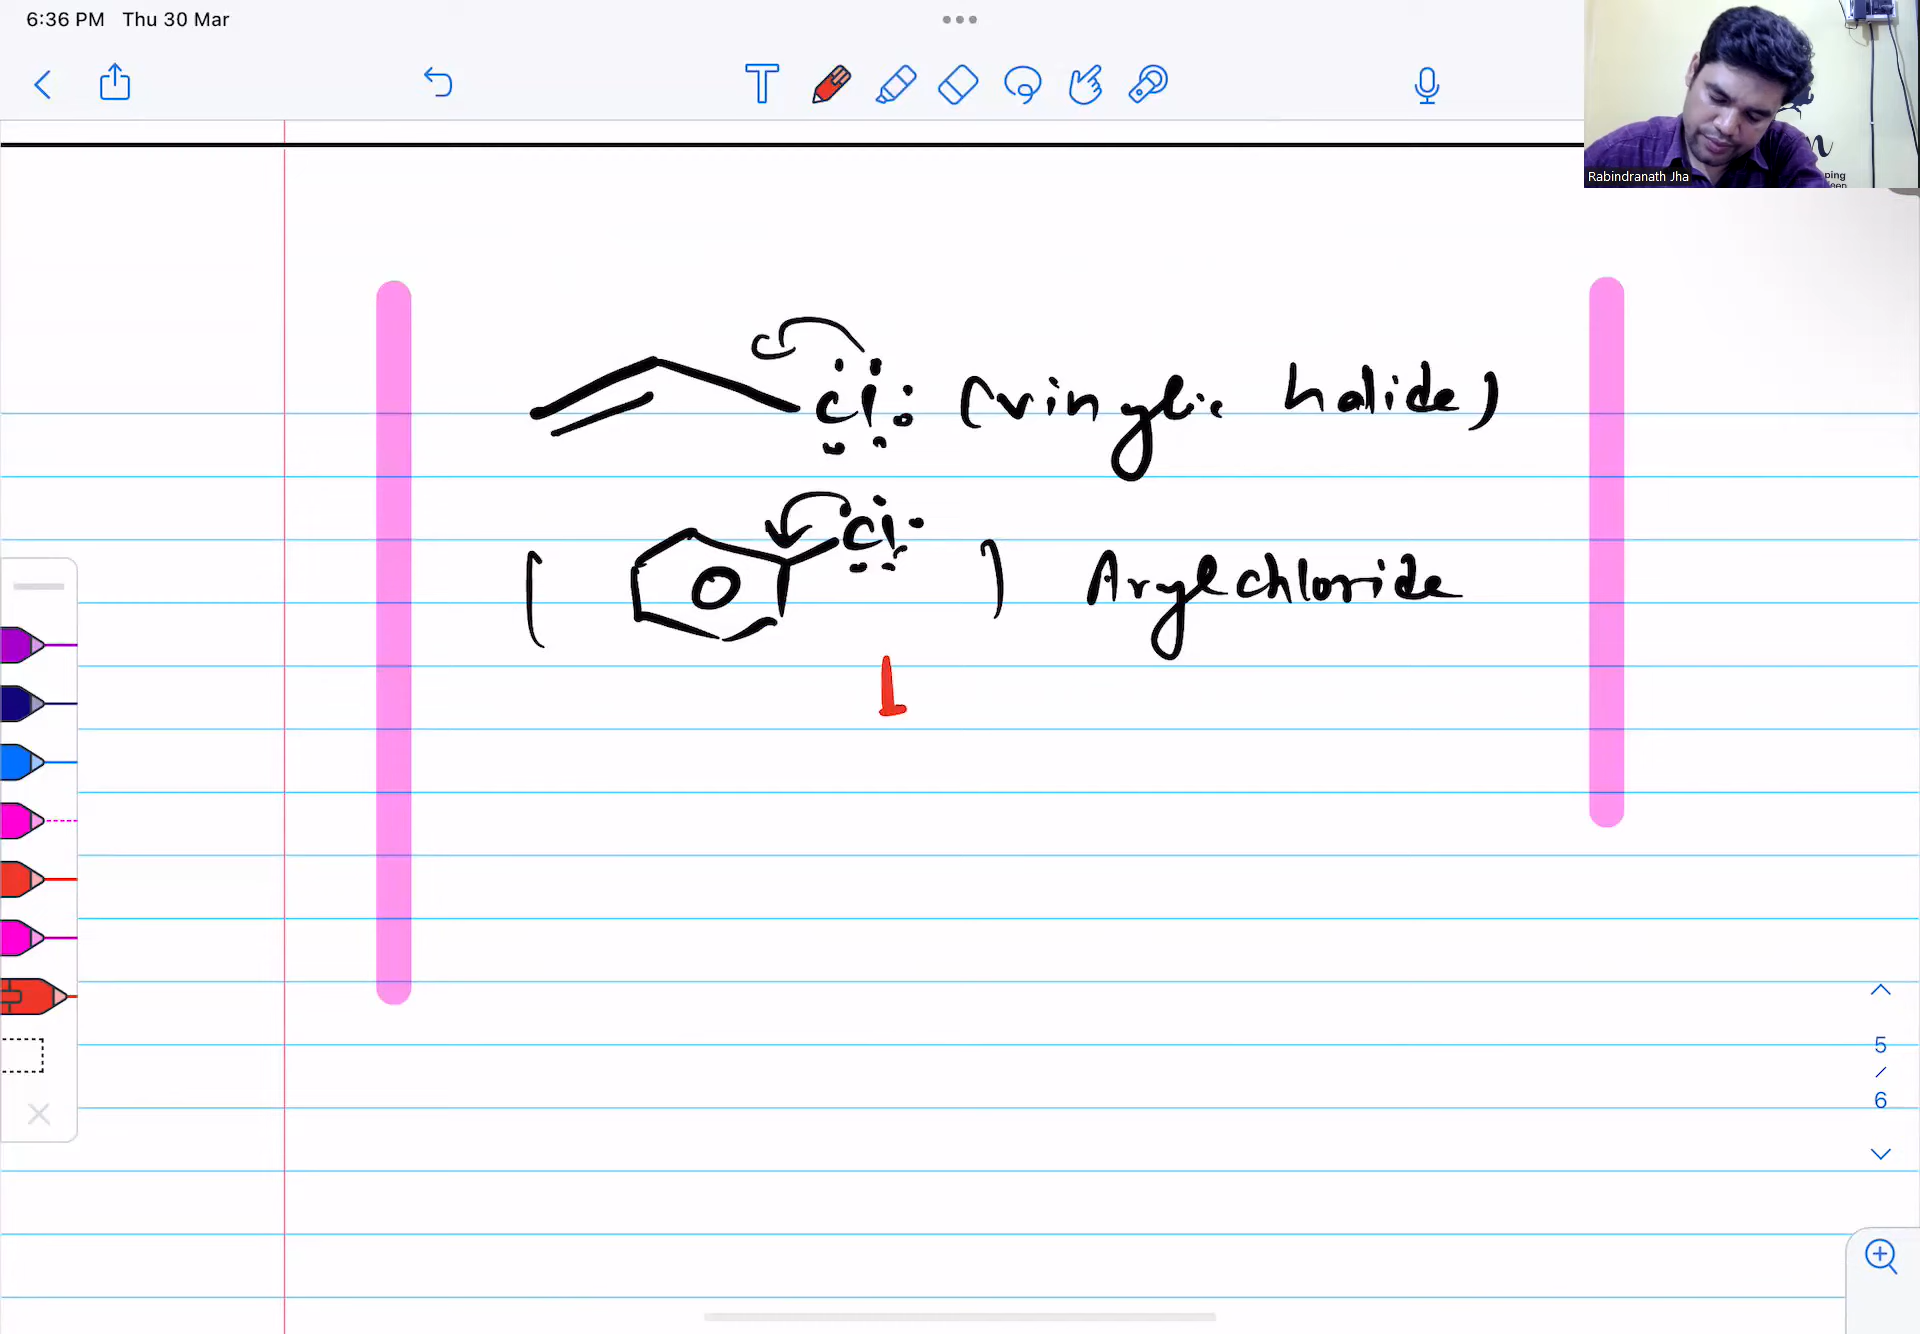 6:36 PM Thu 30 Mar
T
Rabindranath Jha
Cl (vinylic halide)
( Cl ) Arylchloride
5
/
6